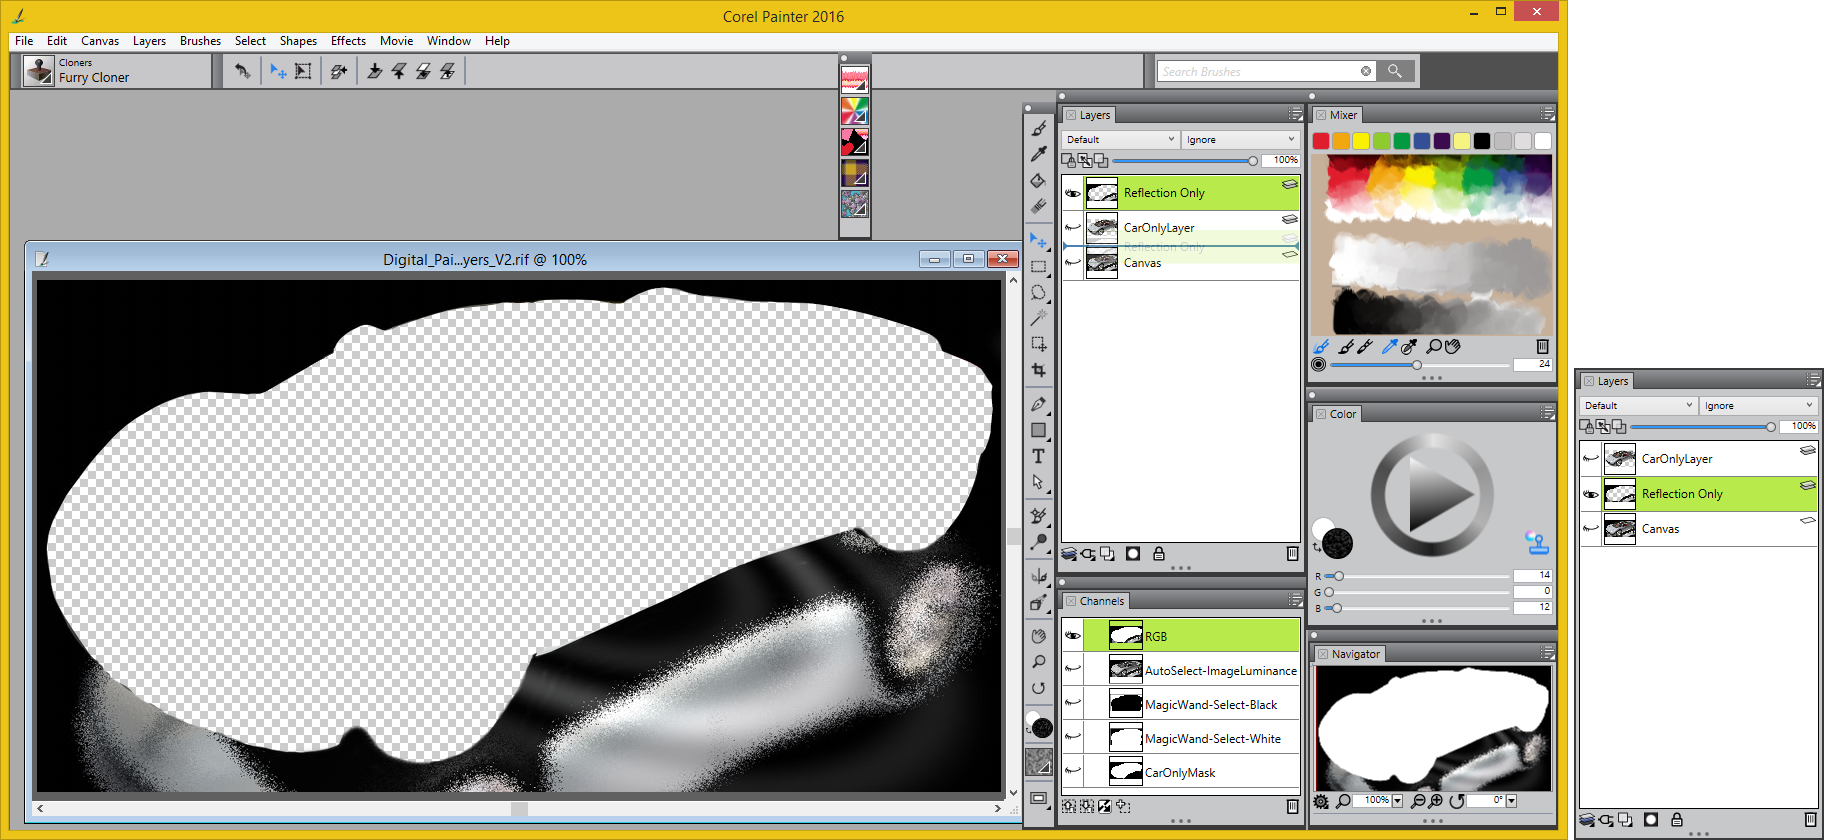 Corel Painter 2016
File Edit Canvas Layers Brushes Select Shapes Effects Movie Window Help
Cloners
Furry Cloner
Search Brushes
Digital_Pai...yers_V2.rif @ 100%
Layers
Default Ignore
100%
Reflection Only
CarOnlyLayer
Reflection Only
Canvas
Channels
RGB
AutoSelect-ImageLuminance
MagicWand-Select-Black
MagicWand-Select-White
CarOnlyMask
Mixer
24
Color
R 14
G 0
B 12
Navigator
100% 0°
Layers
Default Ignore
100%
CarOnlyLayer
Reflection Only
Canvas